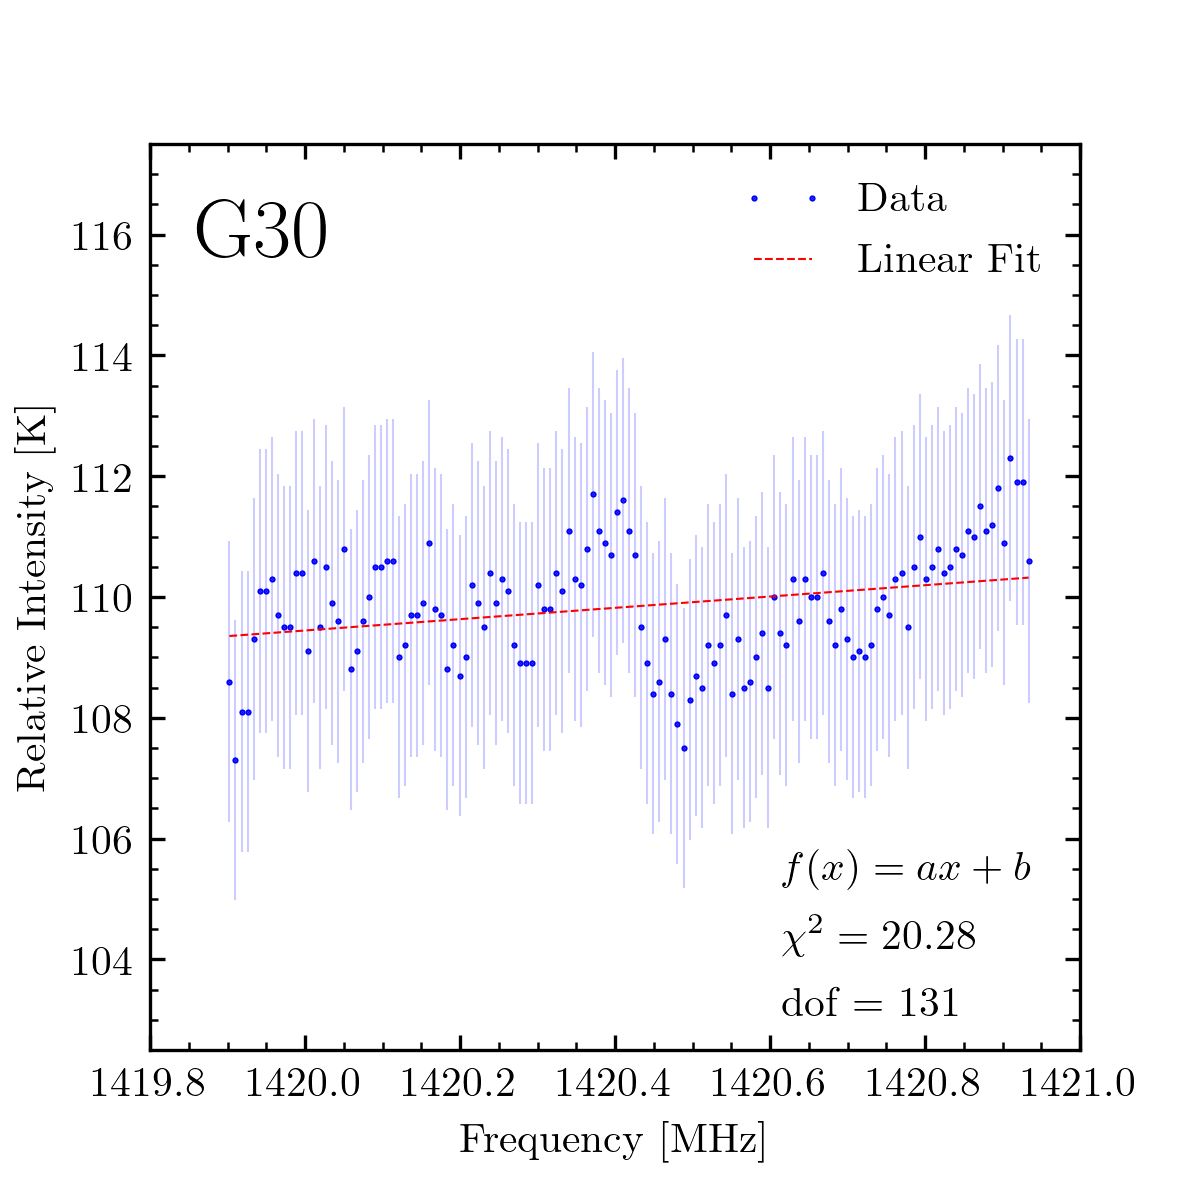 G30
Data
Linear Fit
116
114
112
110
108
106
104
Relative Intensity [K]
f(x) = ax + b
χ² = 20.28
dof = 131
1419.8 1420.0 1420.2 1420.4 1420.6 1420.8 1421.0
Frequency [MHz]